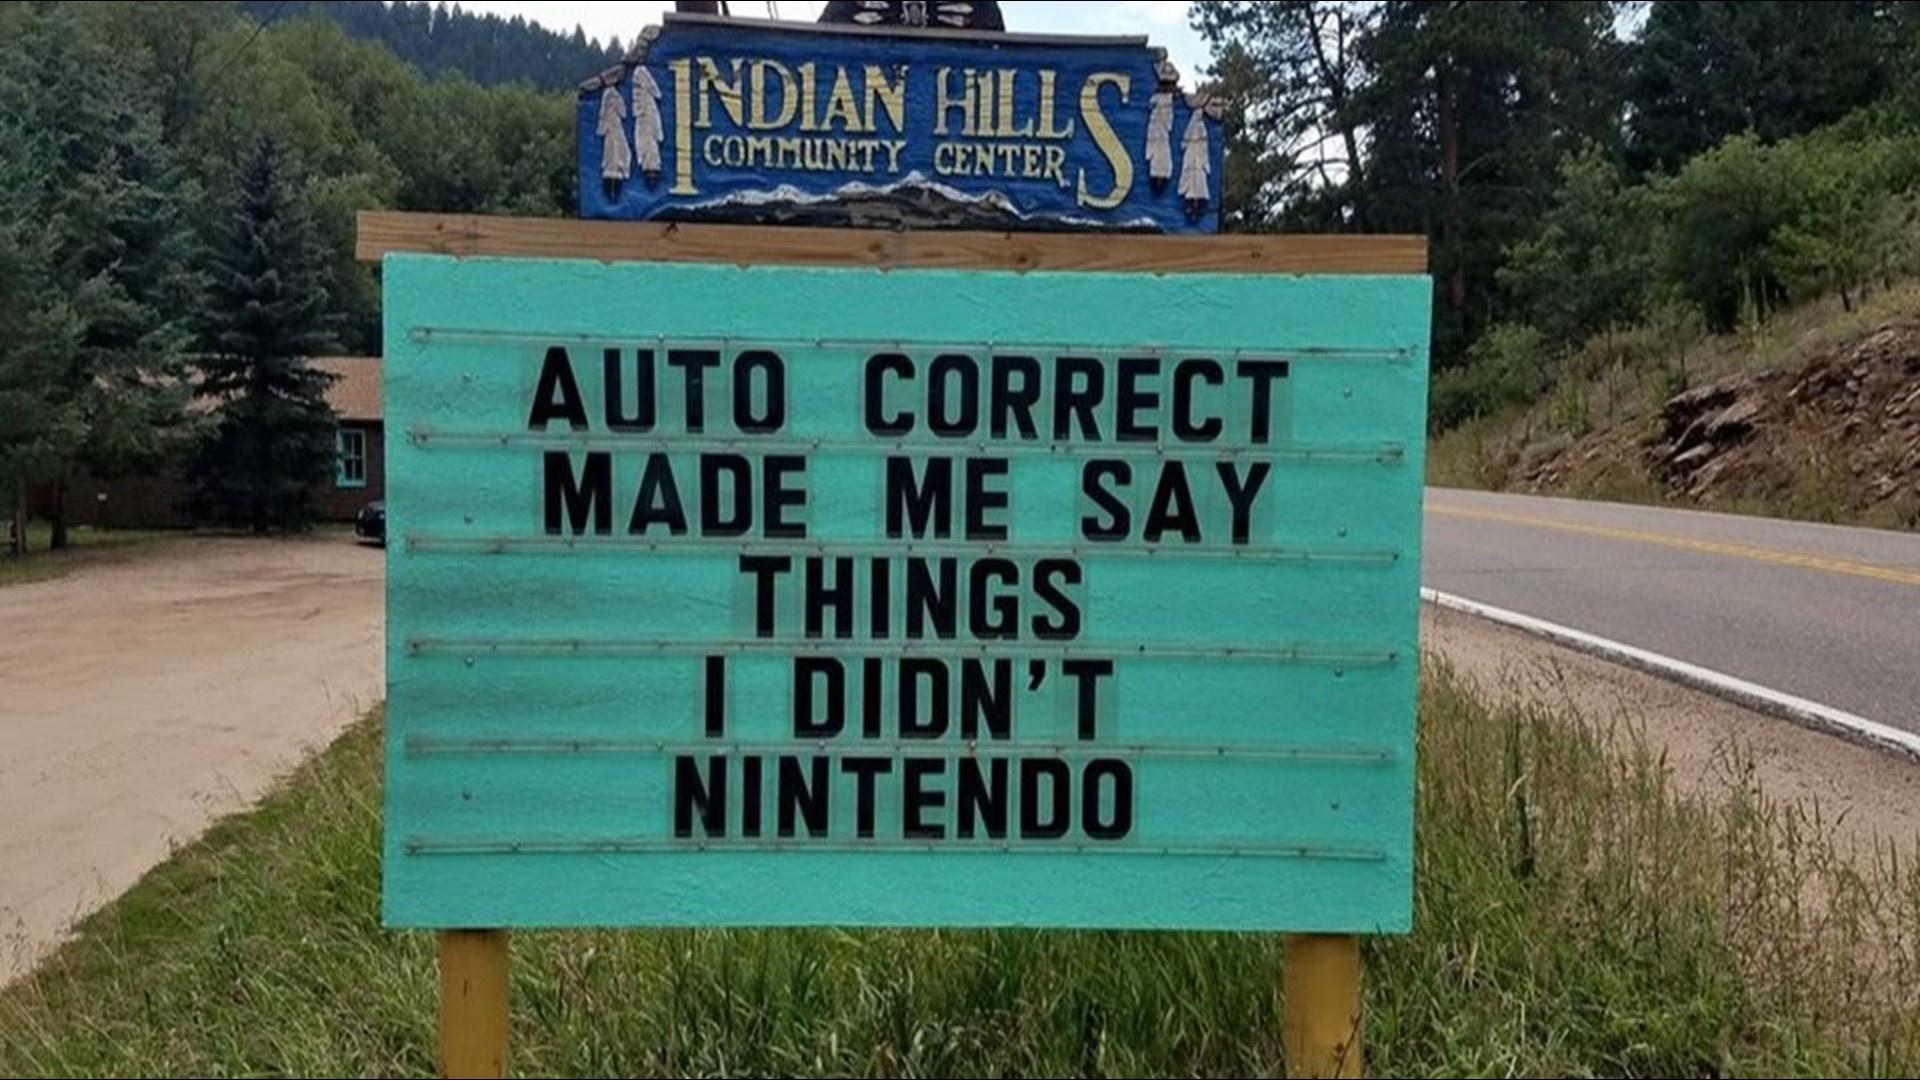 INDIAN HILLS
COMMUNITY CENTER
AUTO CORRECT
MADE ME SAY
THINGS
I DIDN'T
NINTENDO